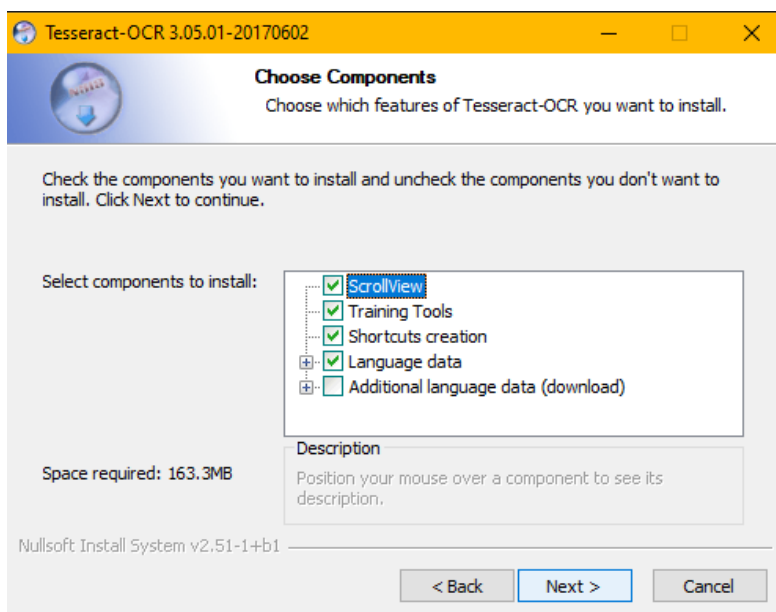 Tesseract-OCR 3.05.01-20170602
Choose Components
Choose which features of Tesseract-OCR you want to install.
Check the components you want to install and uncheck the components you don't want to
install. Click Next to continue.
Select components to install:
ScrollView
Training Tools
Shortcuts creation
Language data
Additional language data (download)
Space required: 163.3MB
Description
Position your mouse over a component to see its
description.
Nullsoft Install System v2.51-1+b1
< Back
Next >
Cancel